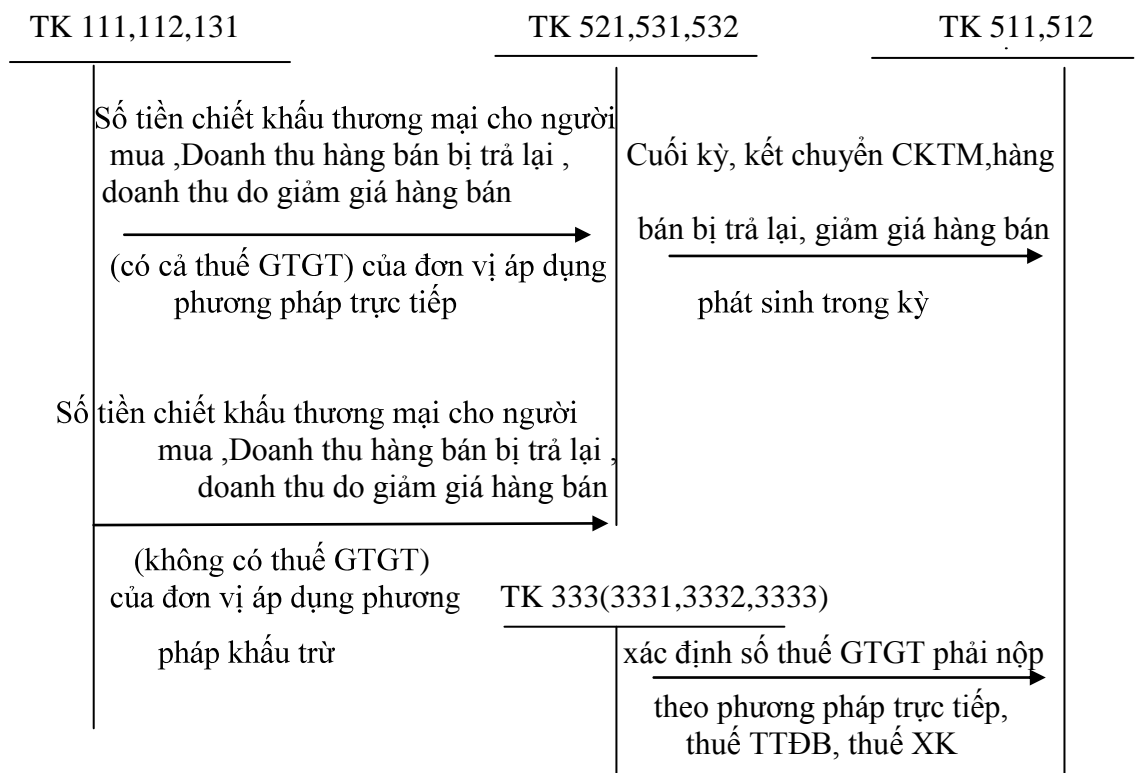 TK 111,112,131
TK 521,531,532
TK 511,512
Số tiền chiết khấu thương mại cho người
mua ,Doanh thu hàng bán bị trả lại ,
doanh thu do giảm giá hàng bán
(có cả thuế GTGT) của đơn vị áp dụng
phương pháp trực tiếp
Cuối kỳ, kết chuyển CKTM,hàng
bán bị trả lại, giảm giá hàng bán
phát sinh trong kỳ
Số tiền chiết khấu thương mại cho người
mua ,Doanh thu hàng bán bị trả lại ,
doanh thu do giảm giá hàng bán
(không có thuế GTGT)
của đơn vị áp dụng phương
pháp khấu trừ
TK 333(3331,3332,3333)
xác định số thuế GTGT phải nộp
theo phương pháp trực tiếp,
thuế TTĐB, thuế XK